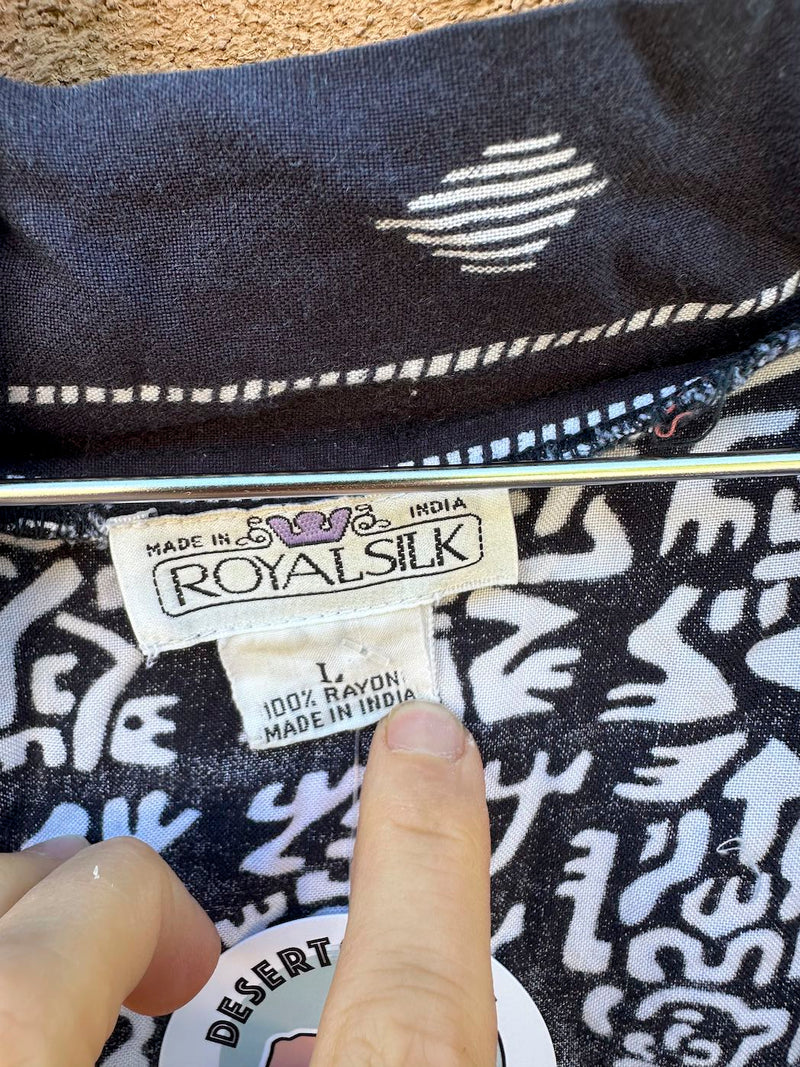 MADE IN INDIA
ROYALSILK
L
100% RAYON
MADE IN INDIA
DESERT